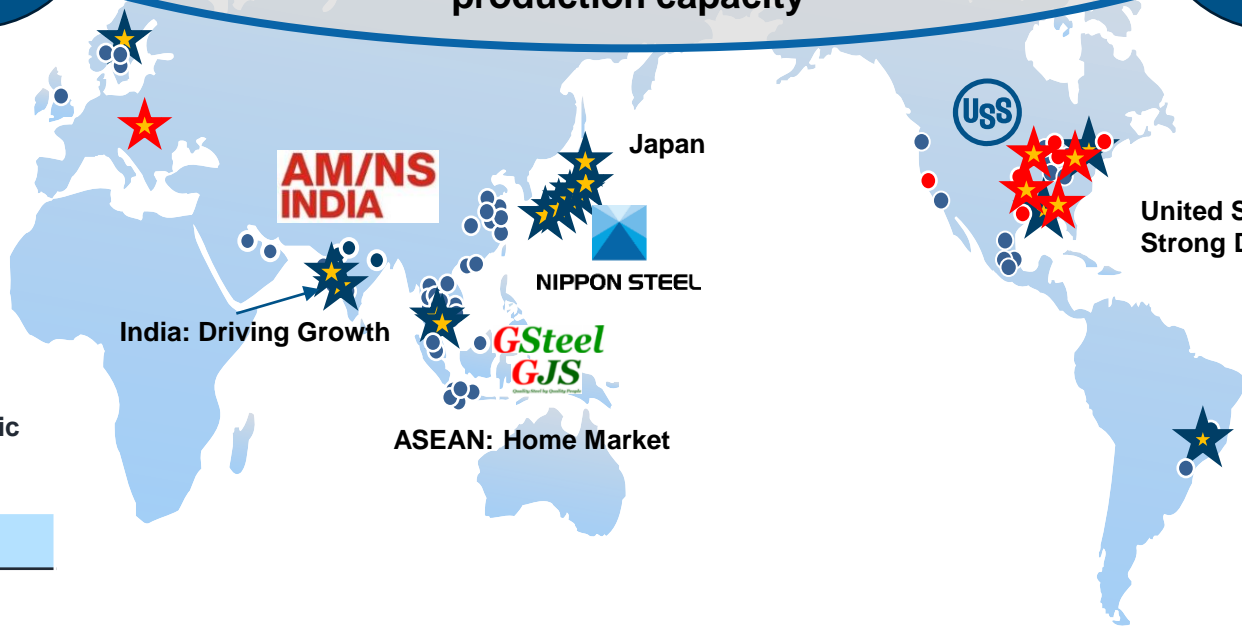 production capacity
USS
Japan
AM/NS
INDIA
United S
Strong D
NIPPON STEEL
India: Driving Growth
GSteel
GJS
ic
ASEAN: Home Market